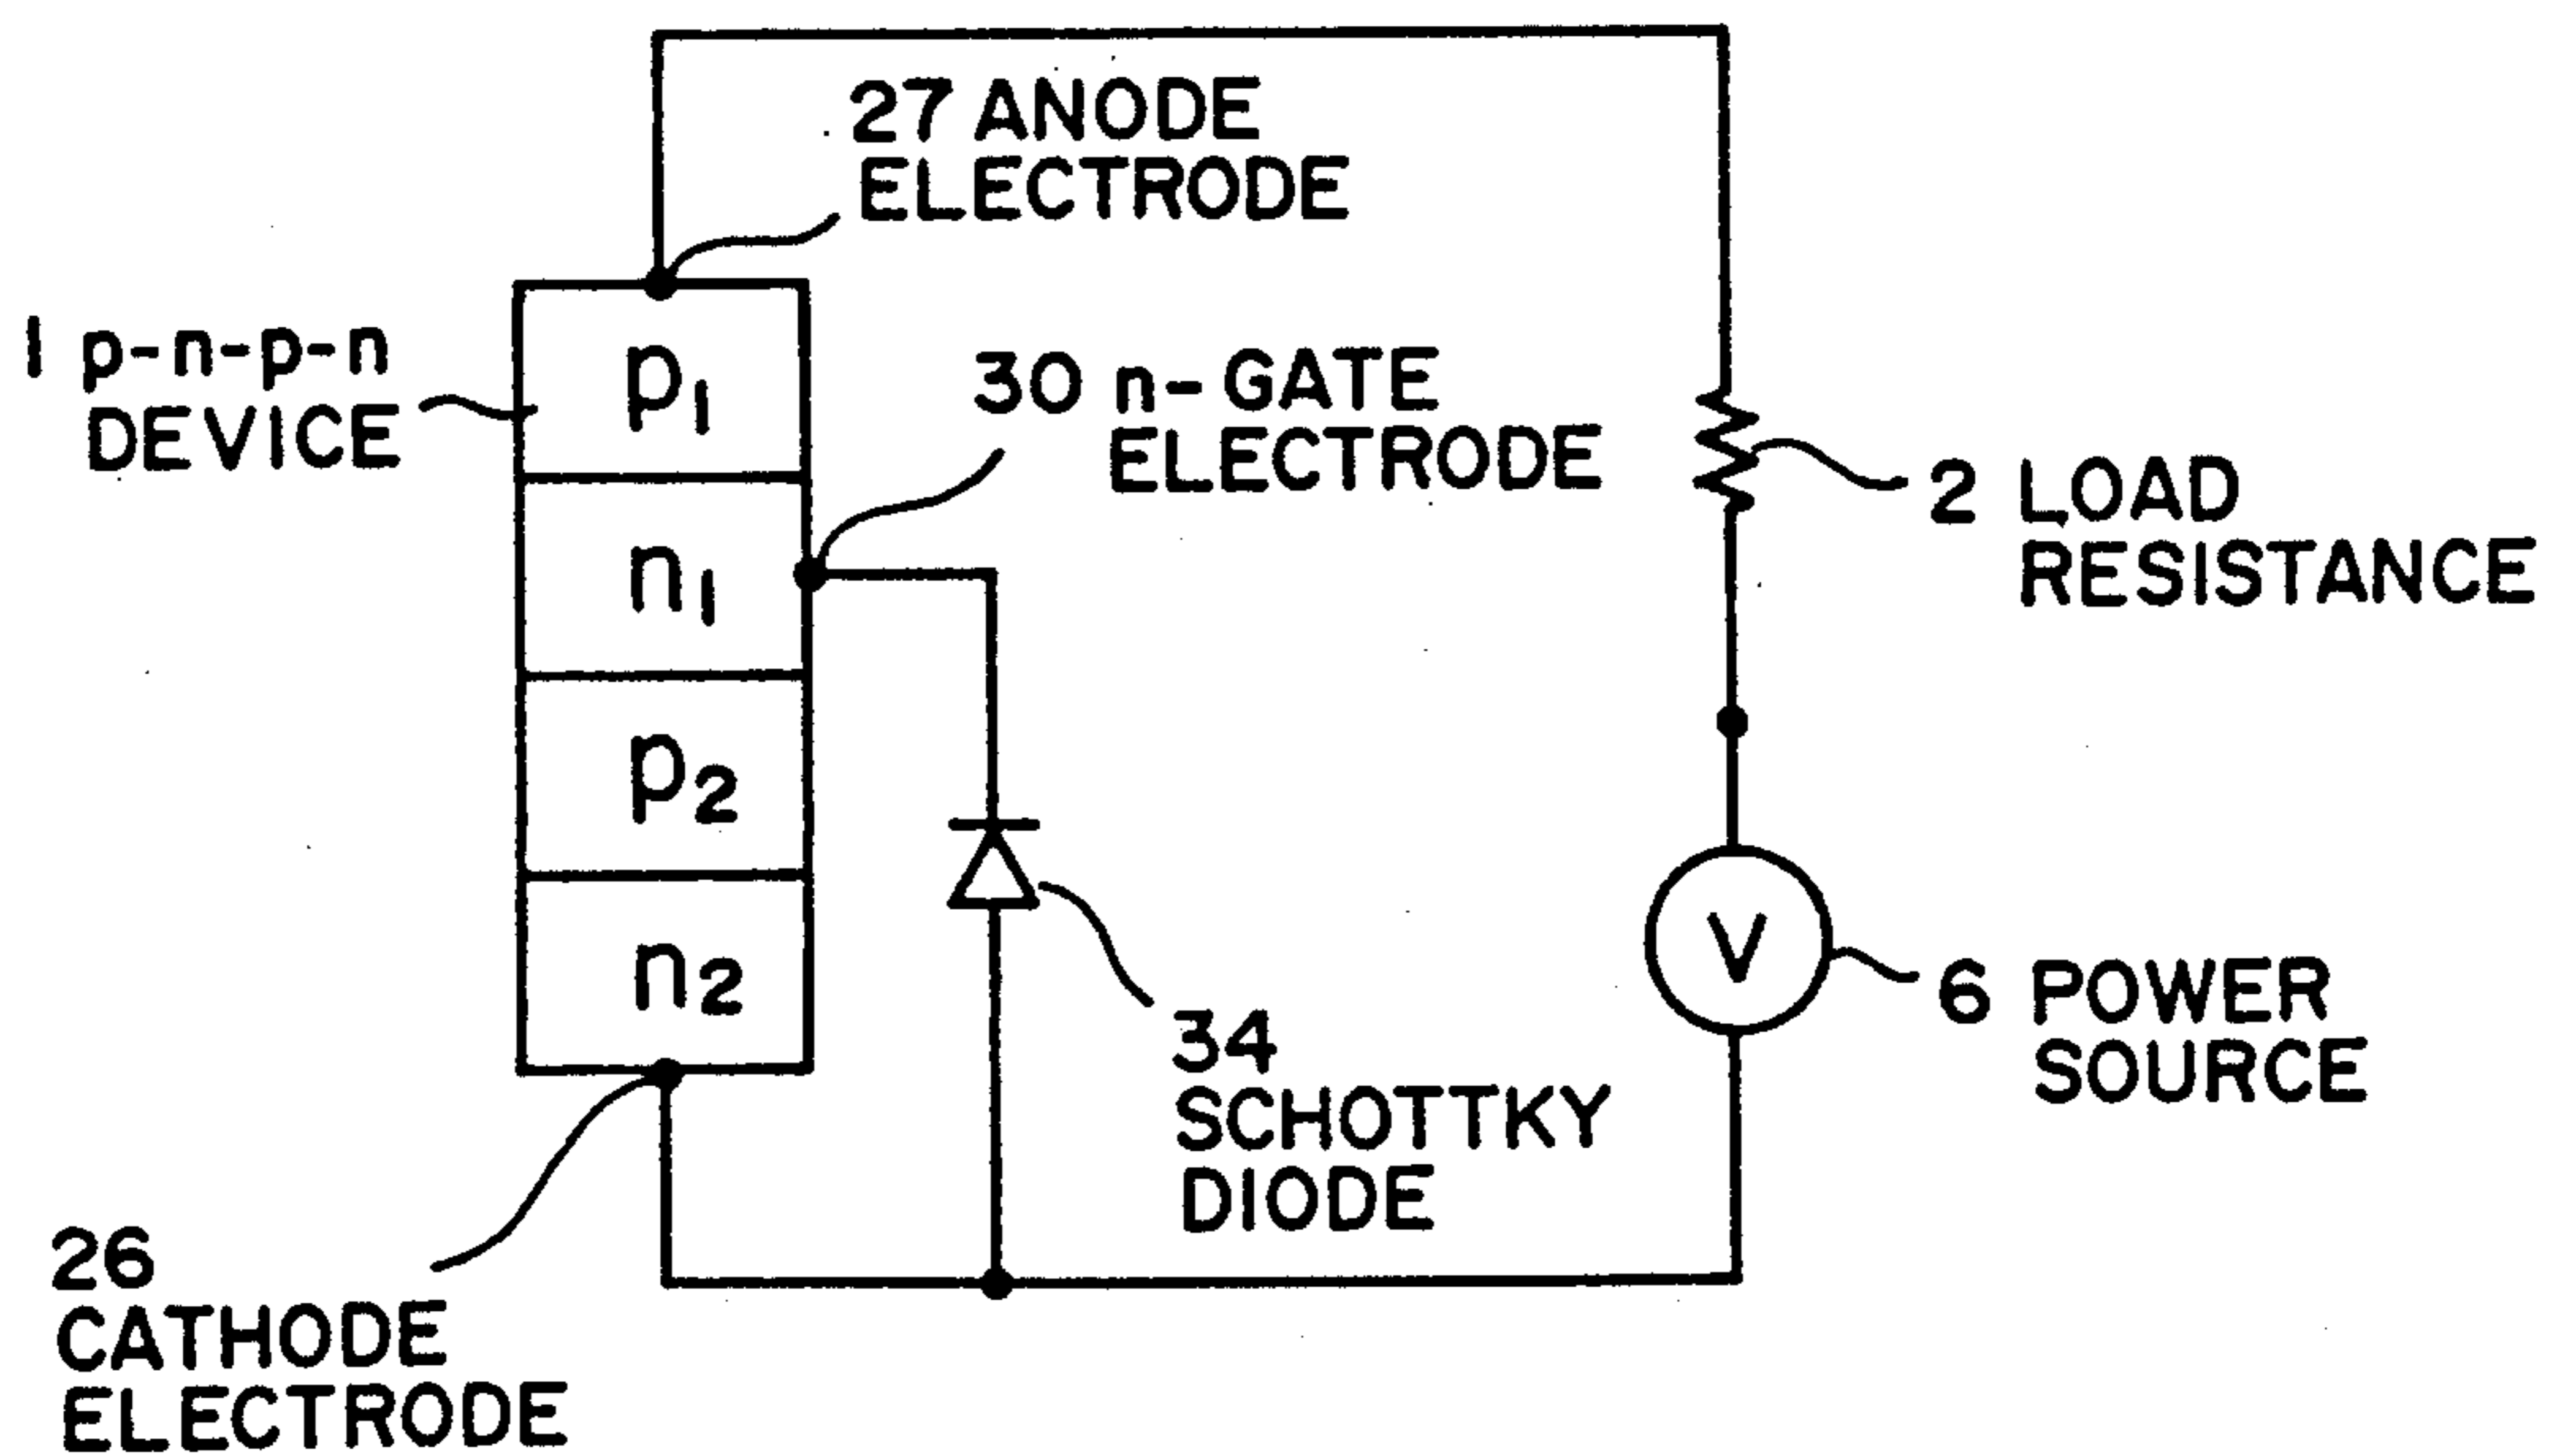 27 ANODE
ELECTRODE
1 p-n-p-n
DEVICE
p1
30 n-GATE
ELECTRODE
2 LOAD
RESISTANCE
n1
p2
V
n2
6 POWER
SOURCE
34
SCHOTTKY
DIODE
26
CATHODE
ELECTRODE